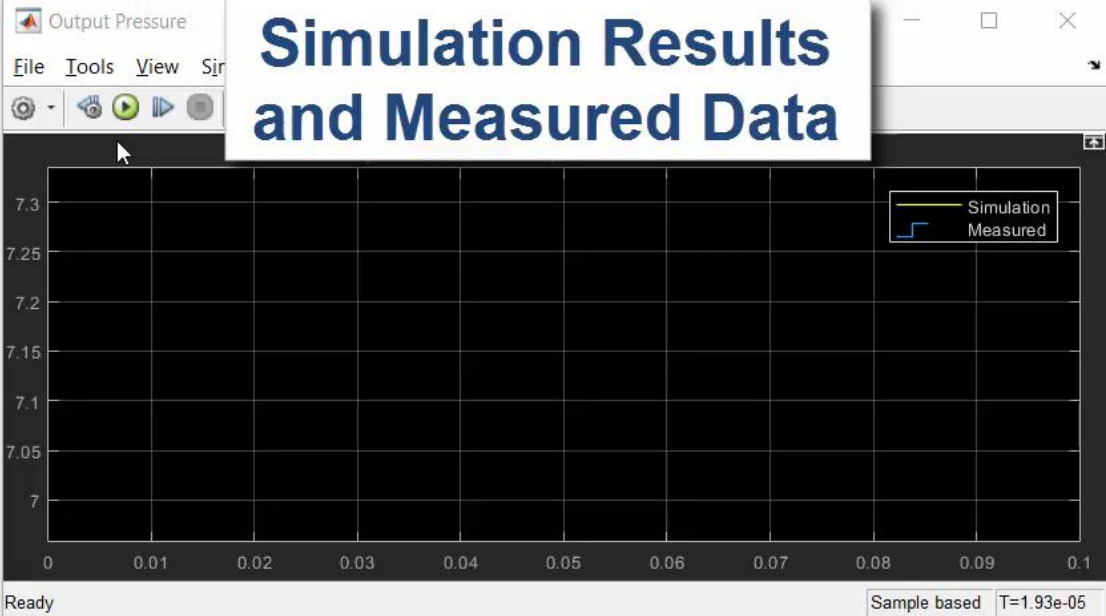 Output Pressure
Simulation Results
and Measured Data
File Tools View
Simulation
Measured
7.3
7.25
7.2
7.15
7.1
7.05
7
0 0.01 0.02 0.03 0.04 0.05 0.06 0.07 0.08 0.09 0.1
Ready Sample based T=1.93e-05